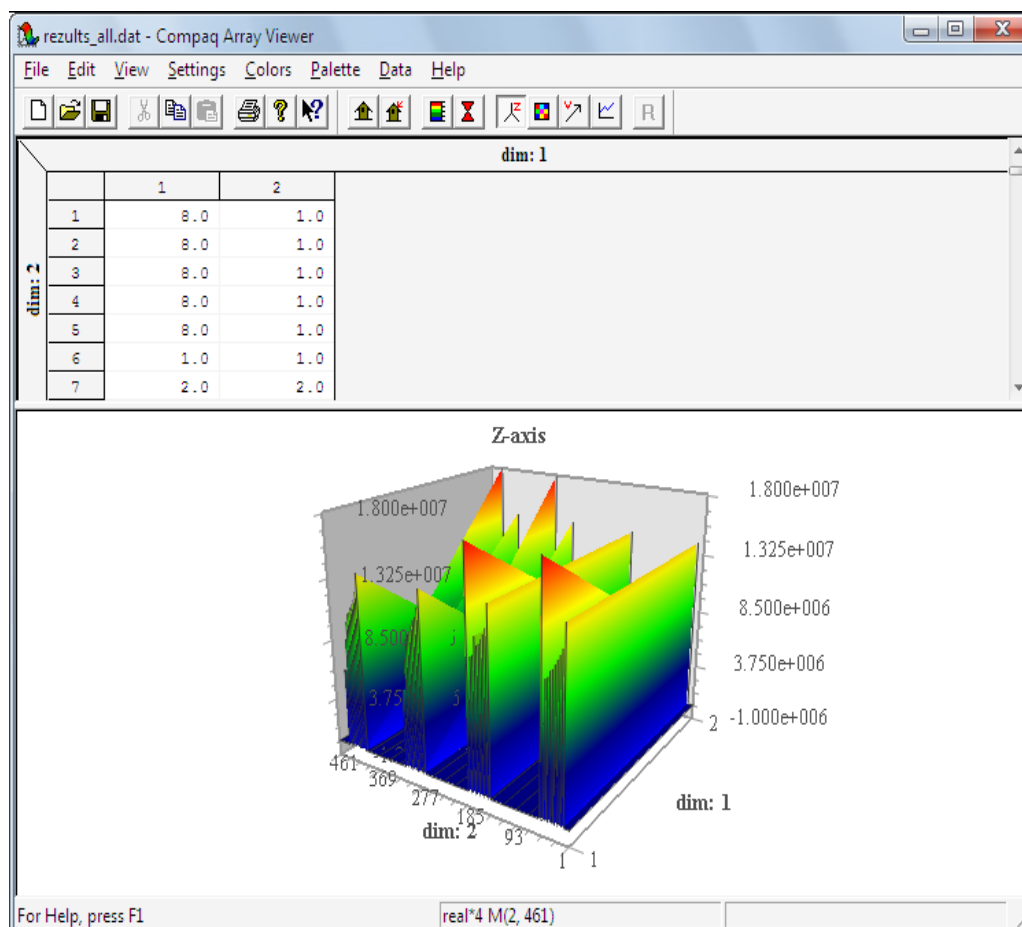 rezults_all.dat - Compaq Array Viewer
File Edit View Settings Colors Palette Data Help
R
dim: 1
1 2
1 8.0 1.0
2 8.0 1.0
3 8.0 1.0
4 8.0 1.0
5 8.0 1.0
6 1.0 1.0
7 2.0 2.0
dim: 2
Z-axis
1.800e+007 1.800e+007
1.325e+007 1.325e+007
8.500e+006
3.750e+006
2 -1.000e+006
461 369 277 185 93 1
dim: 2
1
dim: 1
For Help, press F1 real*4 M(2, 461)